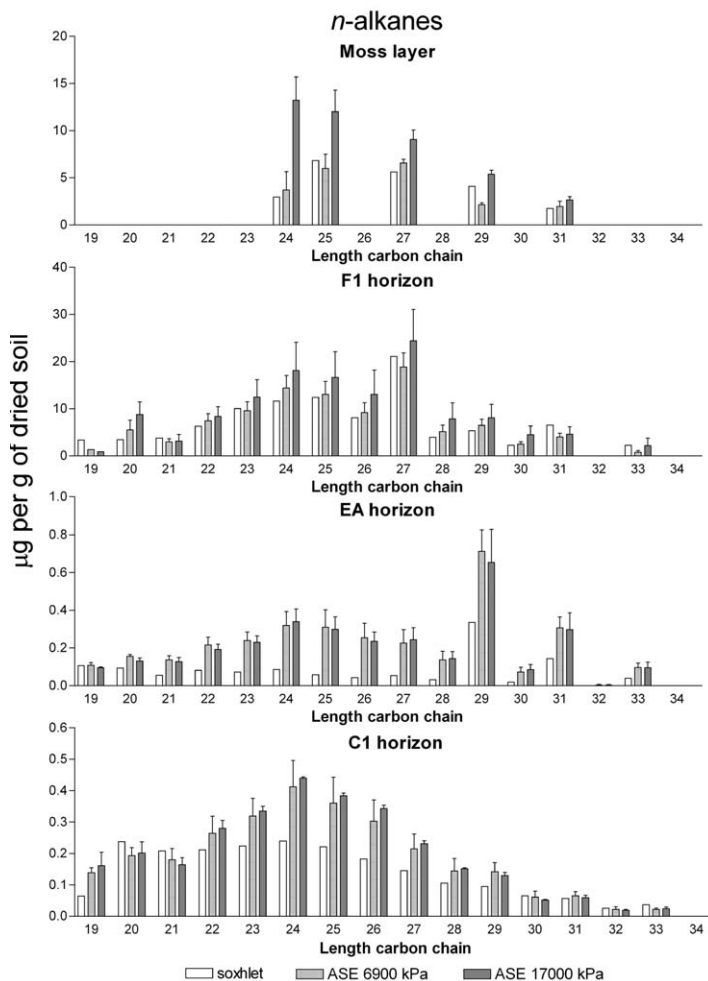 n-alkanes
Moss layer
20
15
10
5
0
19 20 21 22 23 24 25 27 29 30 31 32 33 34
Length carbon chain
F1 horizon
40
30
20
10
0
19 20 21 22 23 24 25 26 27 28 29 30 31 32 33 34
Length carbon chain
EA horizon
1.0
0.8
0.6
0.4
0.2
0.0
19 20 21 22 23 24 25 26 27 28 29 30 31 32 33 34
Length carbon chain
C1 horizon
0.6
0.5
0.4
0.3
0.2
0.1
0.0
19 20 21 22 23 24 25 26 27 28 29 30 31 32 33 34
Length carbon chain
μg per g of dried soil
soxhlet ASE 6900 kPa ASE 17000 kPa